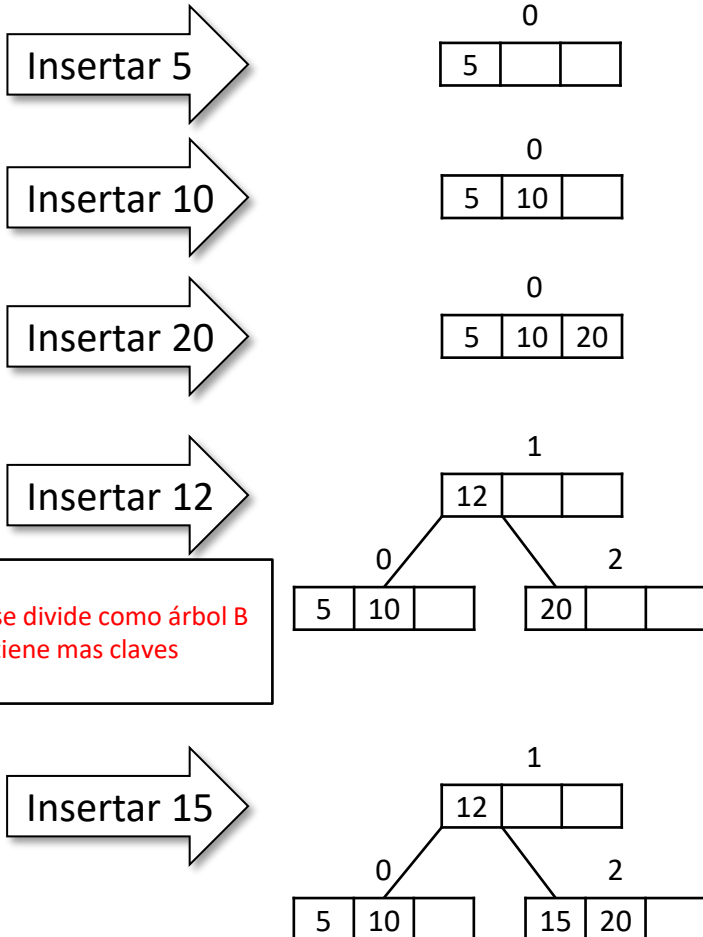 Insertar 5
0
5
Insertar 10
0
5 10
Insertar 20
0
5 10 20
Insertar 12
1
12
0 2
5 10 20
se divide como árbol B
tiene mas claves
Insertar 15
1
12
0 2
5 10 15 20